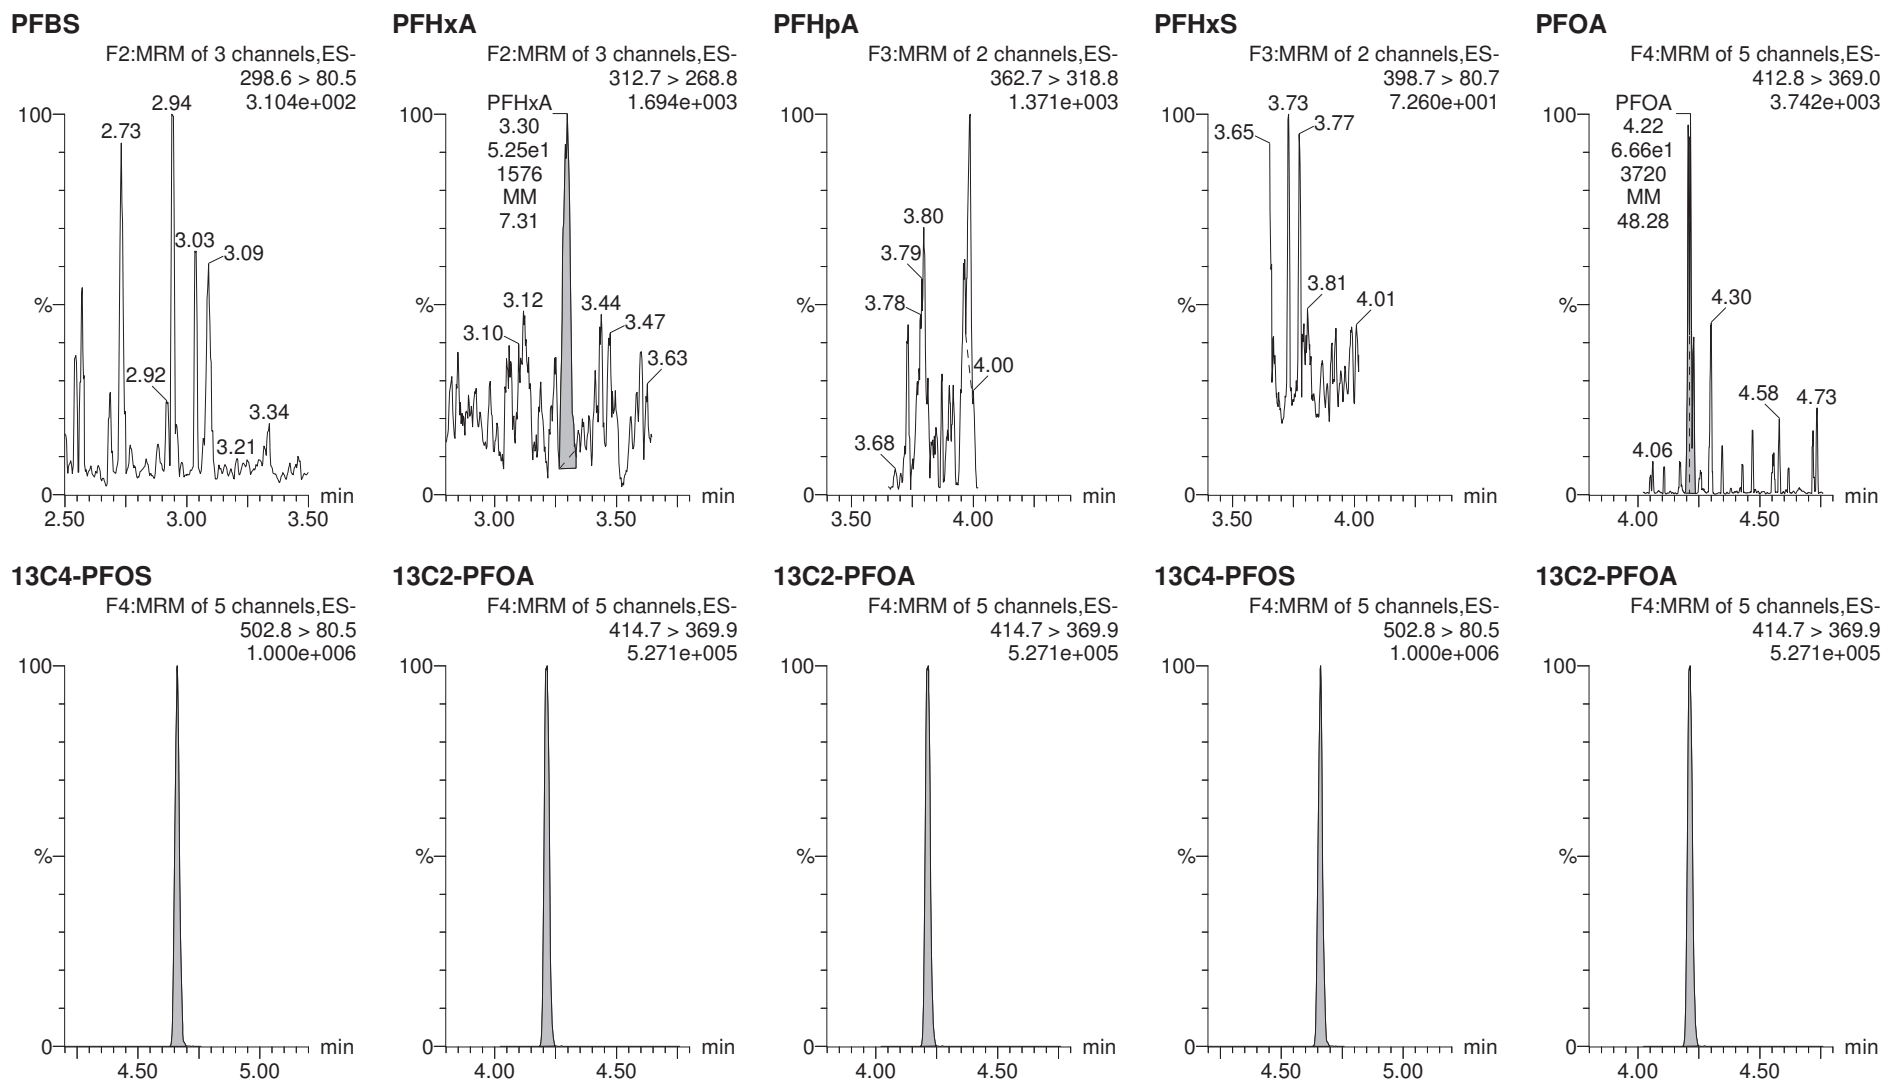 PFBS
F2:MRM of 3 channels,ES-
298.6 > 80.5
3.104e+002
100
2.94
2.73
3.03
3.09
%
2.92
3.34
3.21
0
min
2.50
3.00
3.50
PFHxA
F2:MRM of 3 channels,ES-
312.7 > 268.8
1.694e+003
100
PFHxA
3.30
5.25e1
1576
MM
7.31
%
3.12
3.44
3.10
3.47
3.63
0
min
3.00
3.50
PFHpA
F3:MRM of 2 channels,ES-
362.7 > 318.8
1.371e+003
100
3.80
3.79
3.78
%
4.00
3.68
0
min
3.50
4.00
PFHxS
F3:MRM of 2 channels,ES-
398.7 > 80.7
7.260e+001
100
3.73
3.65
3.77
3.81
%
4.01
0
min
3.50
4.00
PFOA
F4:MRM of 5 channels,ES-
412.8 > 369.0
3.742e+003
100
PFOA
4.22
6.66e1
3720
MM
48.28
%
4.30
4.58
4.73
4.06
0
min
4.00
4.50
13C4-PFOS
F4:MRM of 5 channels,ES-
502.8 > 80.5
1.000e+006
100
%
0
min
4.50
5.00
13C2-PFOA
F4:MRM of 5 channels,ES-
414.7 > 369.9
5.271e+005
100
%
0
min
4.00
4.50
13C2-PFOA
F4:MRM of 5 channels,ES-
414.7 > 369.9
5.271e+005
100
%
0
min
4.00
4.50
13C4-PFOS
F4:MRM of 5 channels,ES-
502.8 > 80.5
1.000e+006
100
%
0
min
4.50
5.00
13C2-PFOA
F4:MRM of 5 channels,ES-
414.7 > 369.9
5.271e+005
100
%
0
min
4.00
4.50